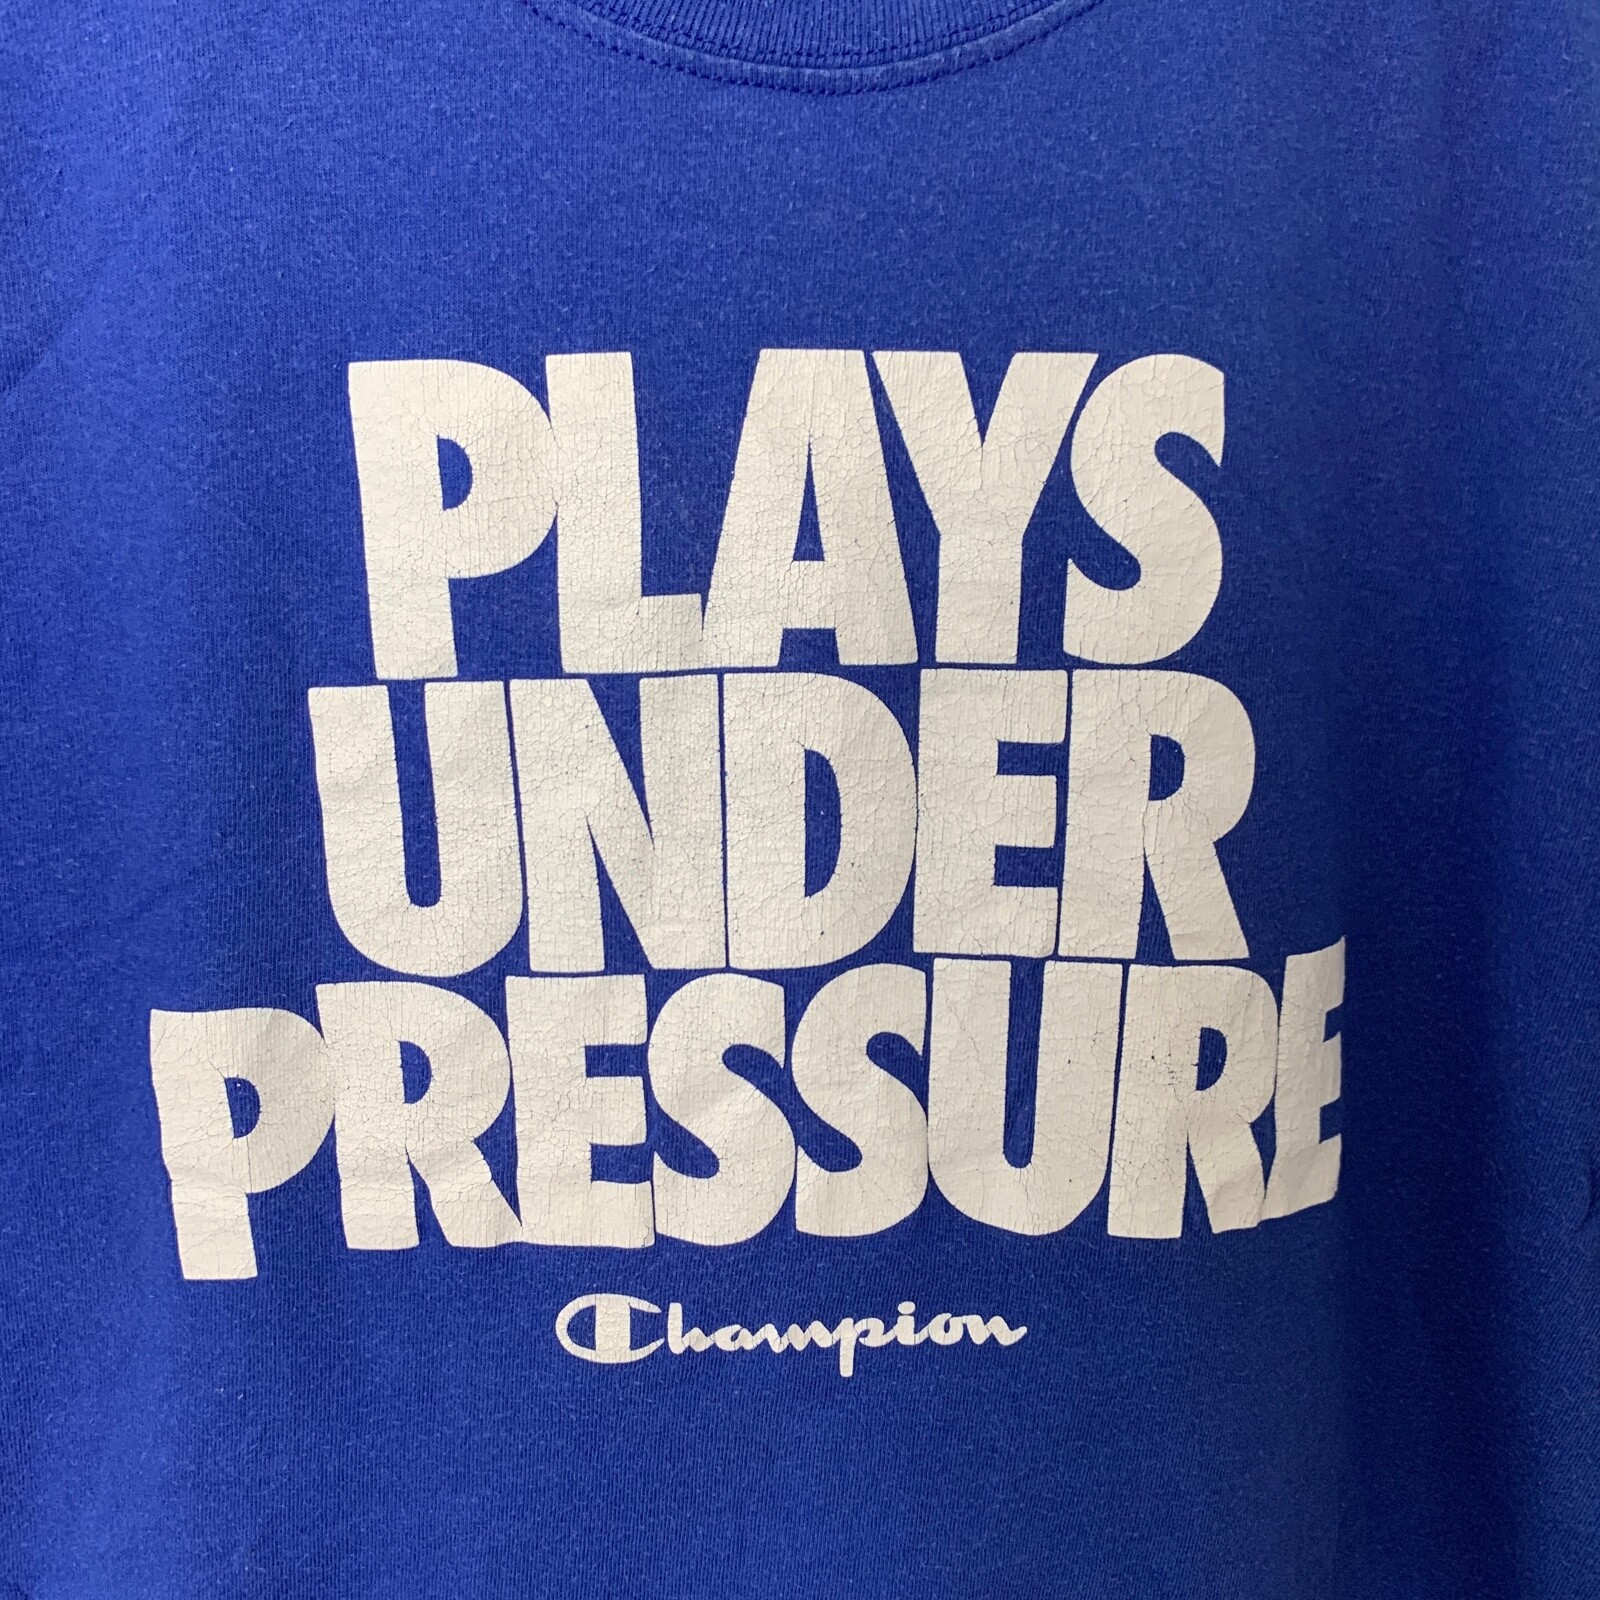 PLAYS
UNDER
PRESSURE
Champion